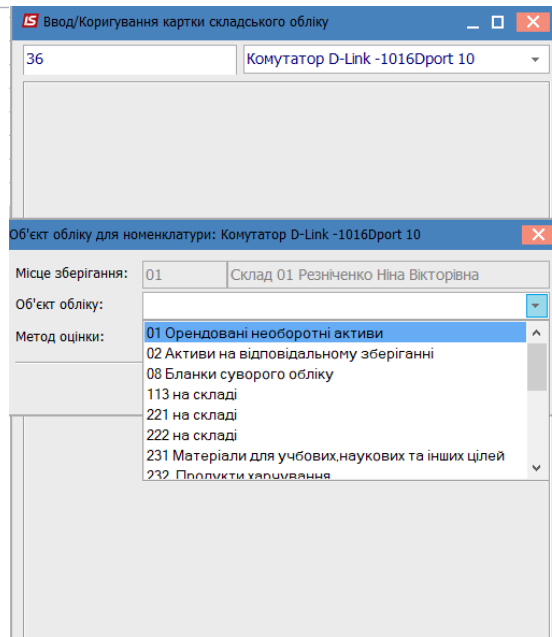 IS Ввод/Коригування картки складського обліку
36 Комутатор D-Link -1016Dport 10
Об'єкт обліку для номенклатури: Комутатор D-Link -1016Dport 10
Місце зберігання: 01 Склад 01 Резніченко Ніна Вікторівна
Об'єкт обліку:
Метод оцінки:
01 Орендовані необоротні активи
02 Активи на відповідальному зберіганні
08 Бланки суворого обліку
113 на складі
221 на складі
222 на складі
231 Матеріали для учбових,наукових та інших цілей
232 Продукти харчування